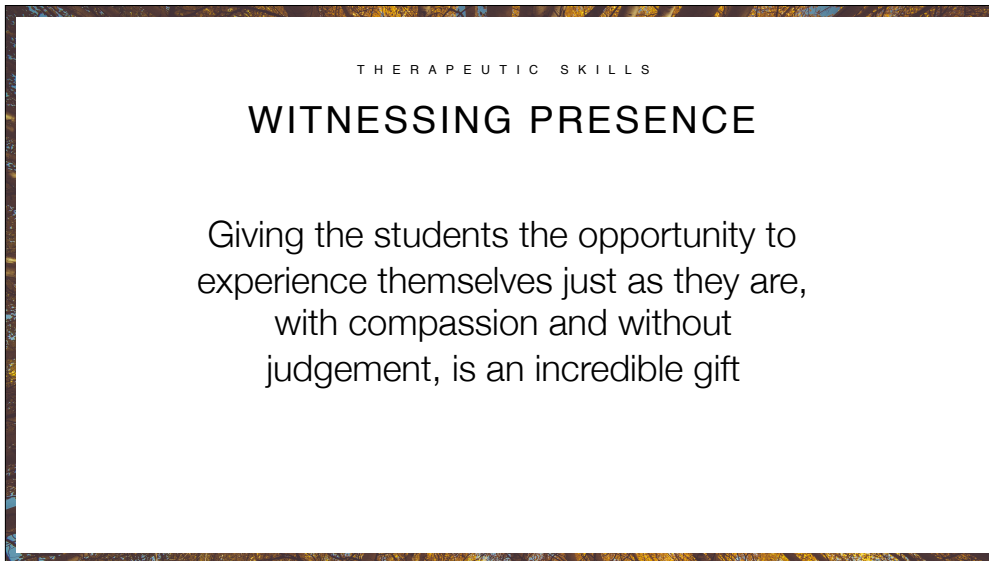 THERAPEUTIC SKILLS
WITNESSING PRESENCE
Giving the students the opportunity to
experience themselves just as they are,
with compassion and without
judgement, is an incredible gift